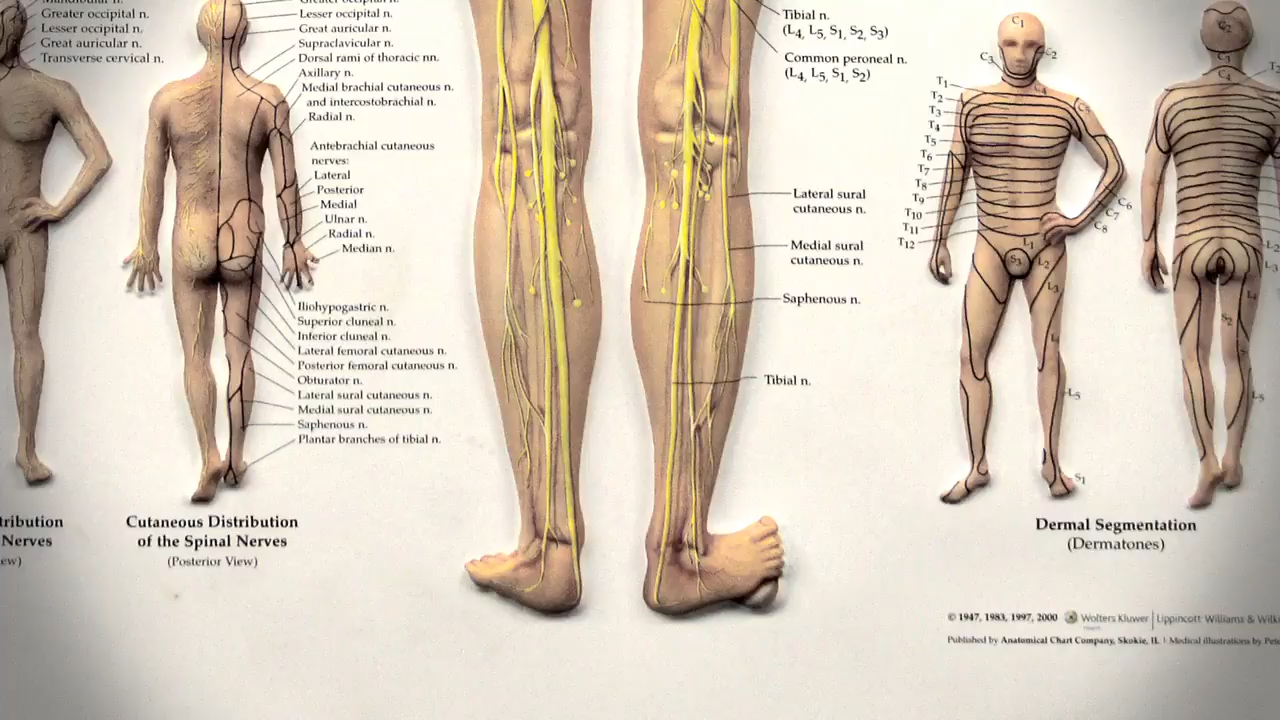 Greater occipital n.
Lesser occipital n.
Great auricular n.
Transverse cervical n.
Lesser occipital n.
Great auricular n.
Supraclavicular n.
Dorsal rami of thoracic nn.
Axillary n.
Medial brachial cutaneous n.
and intercostobrachial n.
Radial n.
Antebrachial cutaneous
nerves:
Lateral
Posterior
Medial
Ulnar n.
Radial n.
Median n.
Iliohypogastric n.
Superior cluneal n.
Inferior cluneal n.
Lateral femoral cutaneous n.
Posterior femoral cutaneous n.
Obturator n.
Lateral sural cutaneous n.
Medial sural cutaneous n.
Saphenous n.
Plantar branches of tibial n.
Nerves
Cutaneous Distribution
of the Spinal Nerves
(Posterior View)
Tibial n.
(L4, L5, S1, S2, S3)
Common peroneal n.
(L4, L5, S1, S2)
Lateral sural
cutaneous n.
Medial sural
cutaneous n.
Saphenous n.
Tibial n.
C1
C2
C3
C4
C5
T1
T2
T3
T4
T5
T6
T7
T8
T9
T10
T11
T12
C6
C7
C8
L1
S3
L2
L3
L4
L5
S1
C2
C3
C4
L3
L4
S2
L5
Dermal Segmentation
(Dermatones)
© 1947, 1983, 1997, 2000 Wolters Kluwer Lippincott Williams &
Published by Anatomical Chart Company, Skokie, IL Medical illustrations by